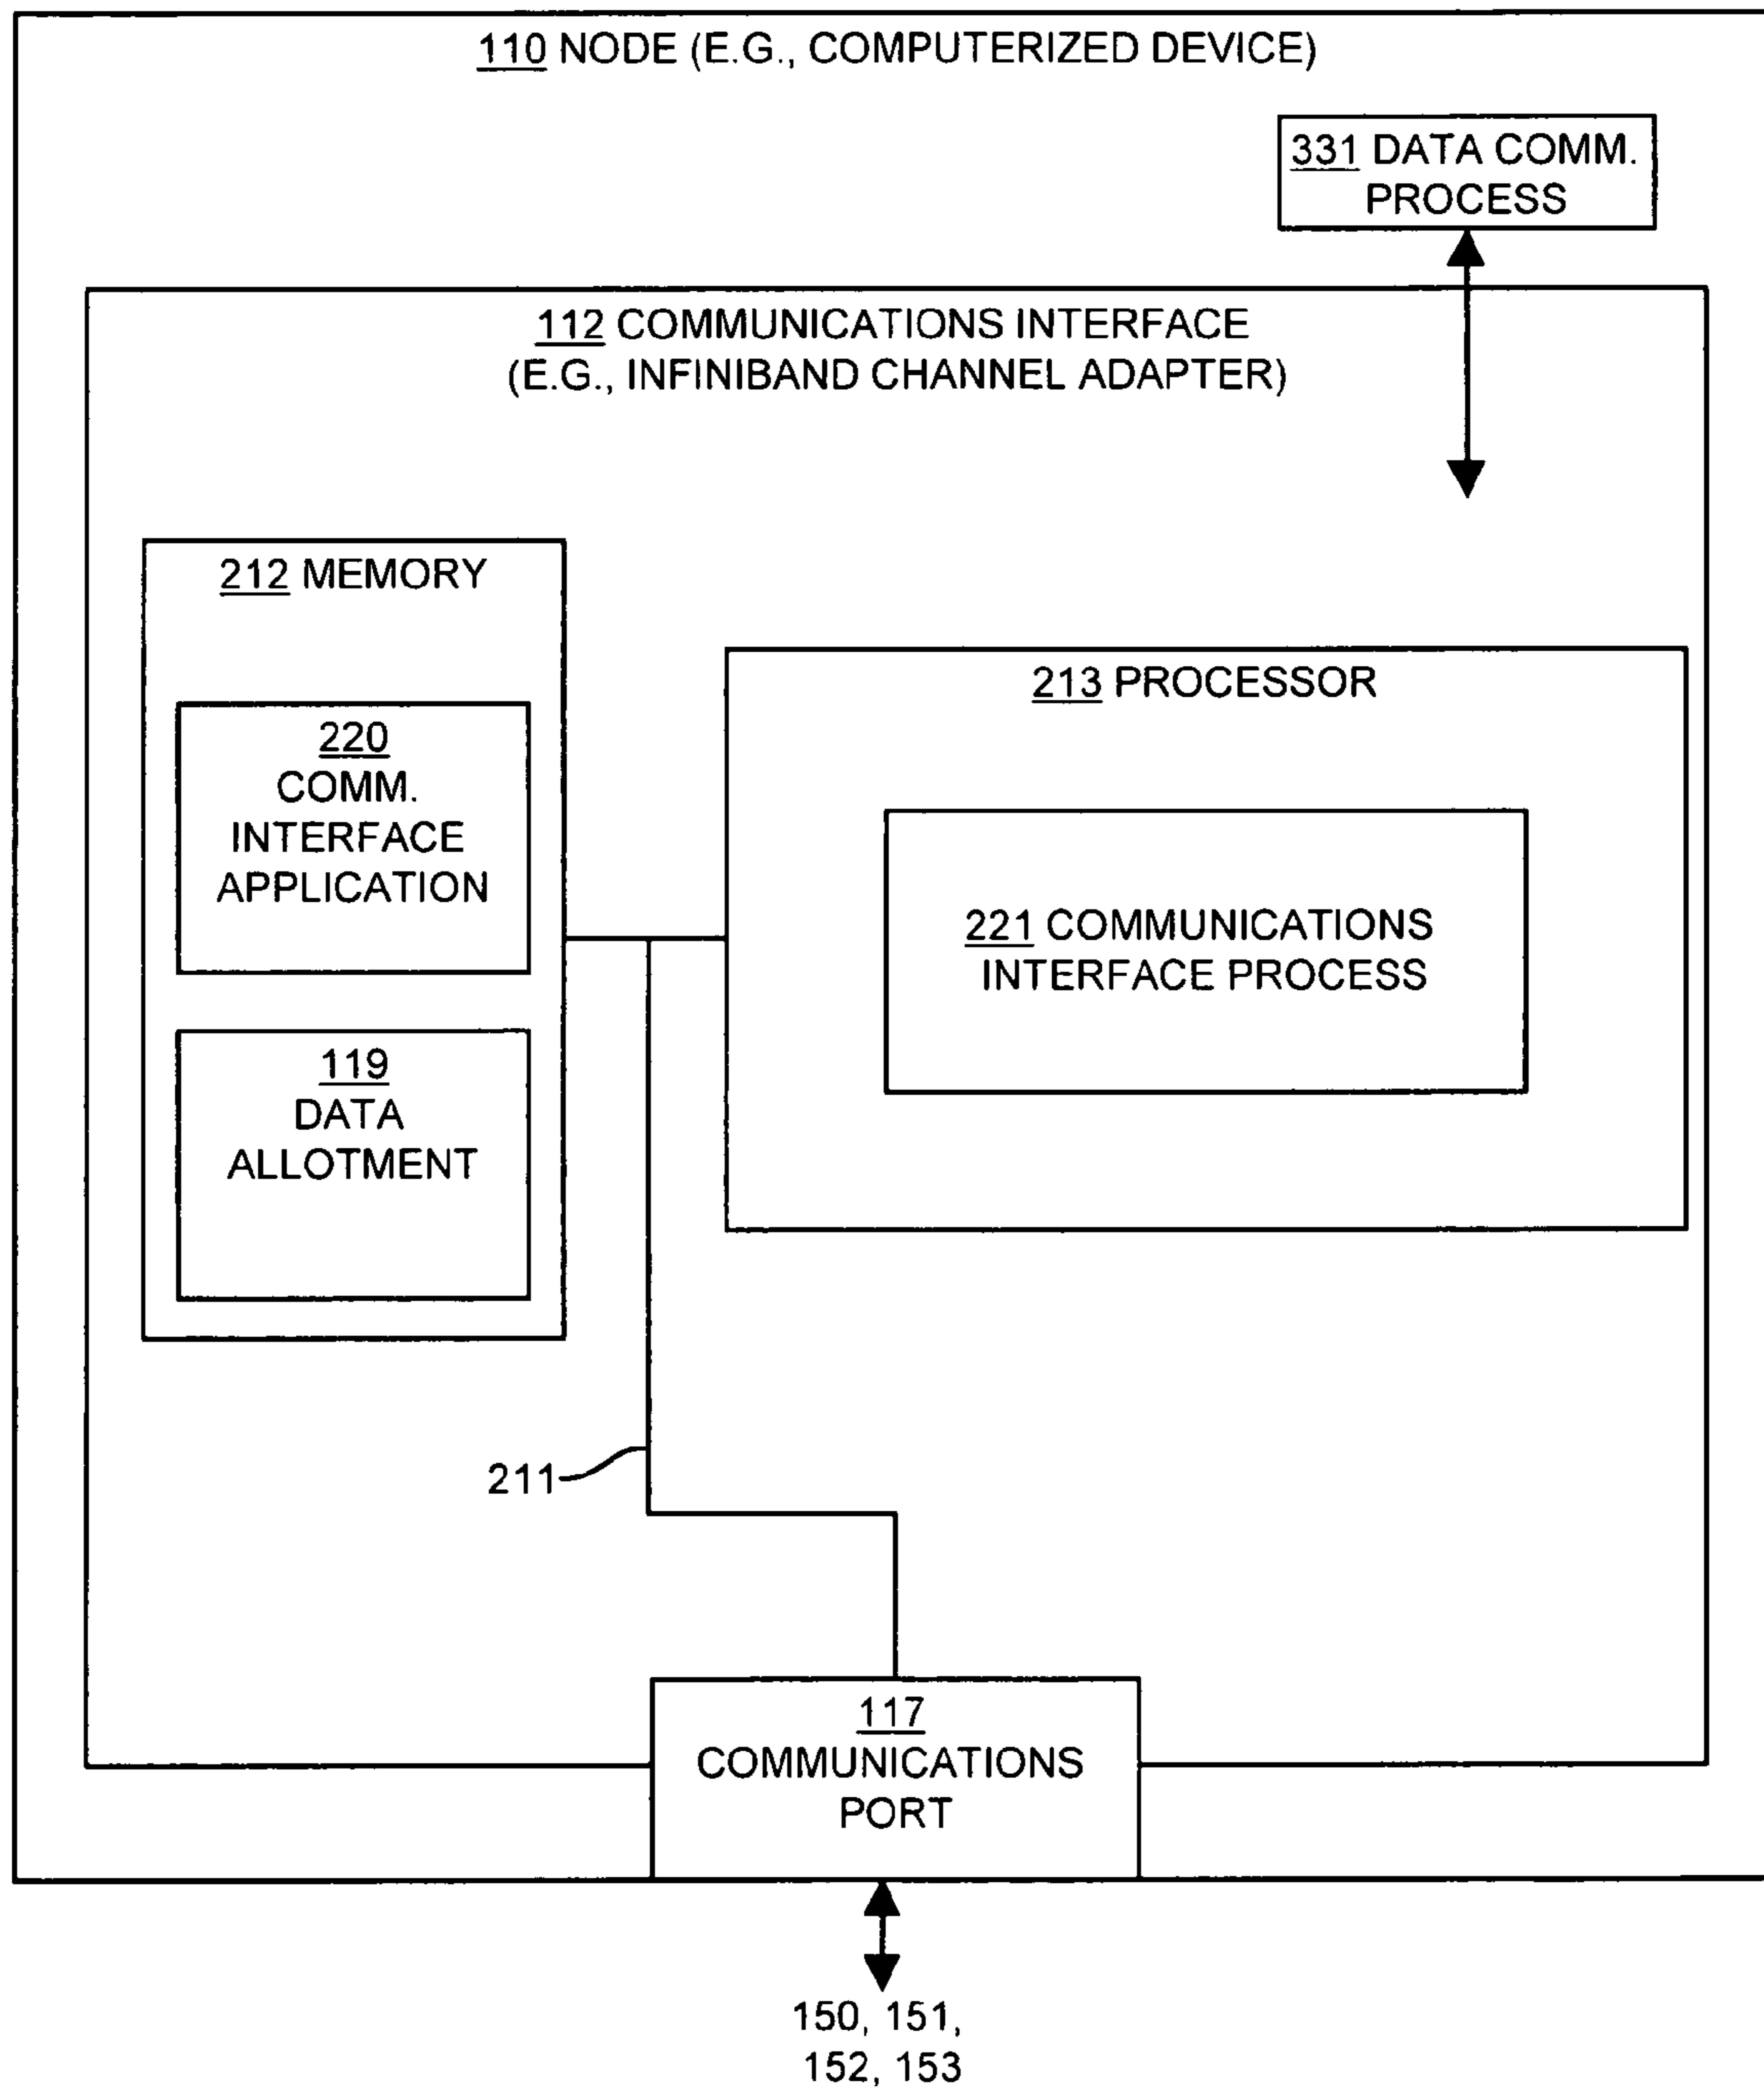 110 NODE (E.G., COMPUTERIZED DEVICE)
331 DATA COMM.
PROCESS
112 COMMUNICATIONS INTERFACE
(E.G., INFINIBAND CHANNEL ADAPTER)
212 MEMORY
220
COMM.
INTERFACE
APPLICATION
119
DATA
ALLOTMENT
213 PROCESSOR
221 COMMUNICATIONS
INTERFACE PROCESS
211
117
COMMUNICATIONS
PORT
150, 151,
152, 153